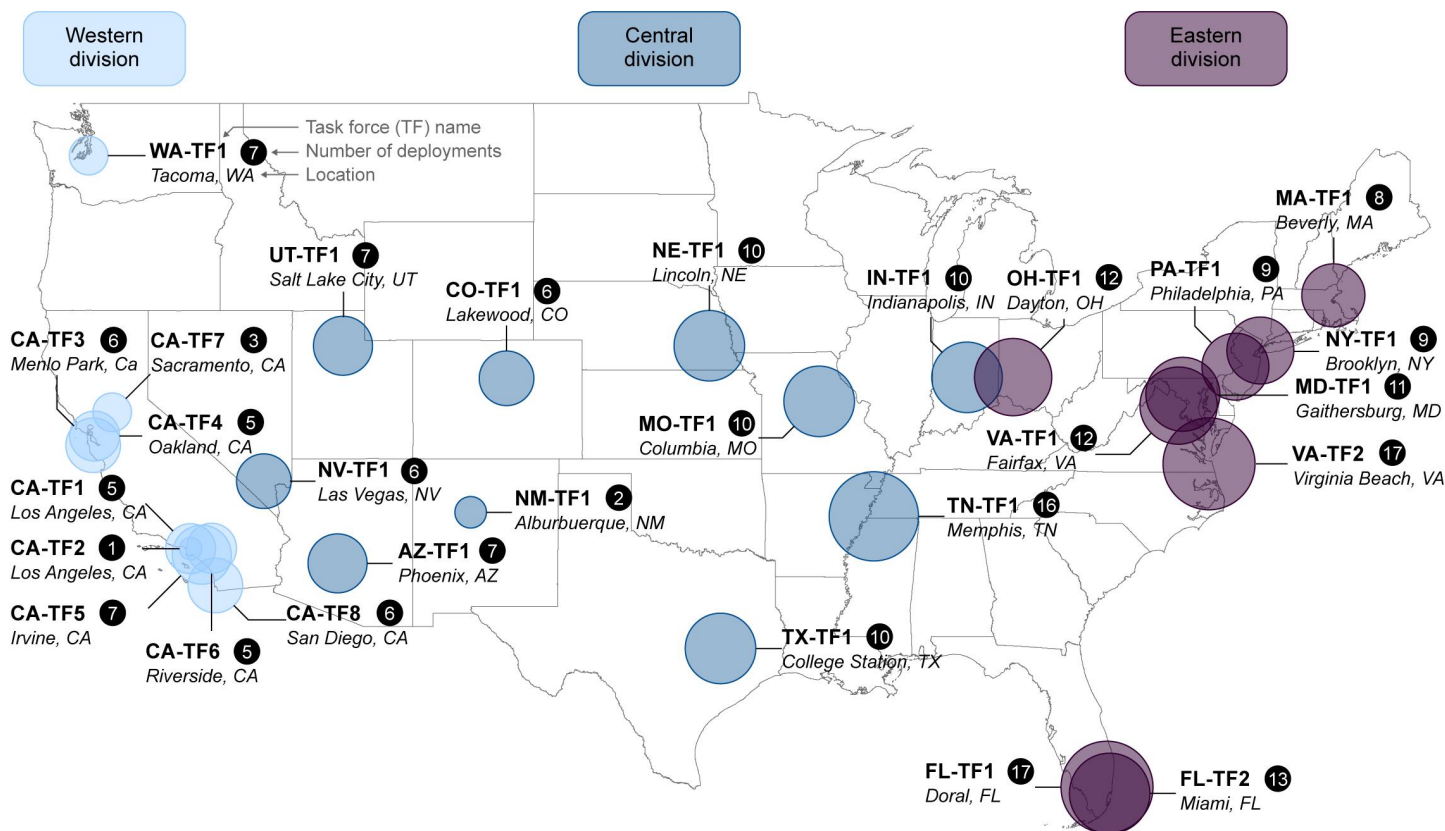 Western
division
Central
division
Eastern
division
Task force (TF) name
Number of deployments
Location
WA-TF1 7
Tacoma, WA
MA-TF1 8
Beverly, MA
UT-TF1 7
Salt Lake City, UT
CO-TF1 6
Lakewood, CO
NE-TF1 10
Lincoln, NE
IN-TF1 10
Indianapolis, IN
OH-TF1 12
Dayton, OH
PA-TF1 9
Philadelphia, PA
CA-TF3 6
Menlo Park, Ca
CA-TF7 3
Sacramento, CA
NY-TF1 9
Brooklyn, NY
MD-TF1 11
Gaithersburg, MD
CA-TF4 5
Oakland, CA
MO-TF1 10
Columbia, MO
VA-TF1 12
Fairfax, VA
VA-TF2 17
Virginia Beach, VA
NV-TF1 6
Las Vegas, NV
CA-TF1 5
Los Angeles, CA
NM-TF1 2
Alburbuerque, NM
TN-TF1 16
Memphis, TN
CA-TF2 1
Los Angeles, CA
AZ-TF1 7
Phoenix, AZ
CA-TF5 7
Irvine, CA
CA-TF8 6
San Diego, CA
CA-TF6 5
Riverside, CA
TX-TF1 10
College Station, TX
FL-TF1 17
Doral, FL
FL-TF2 13
Miami, FL